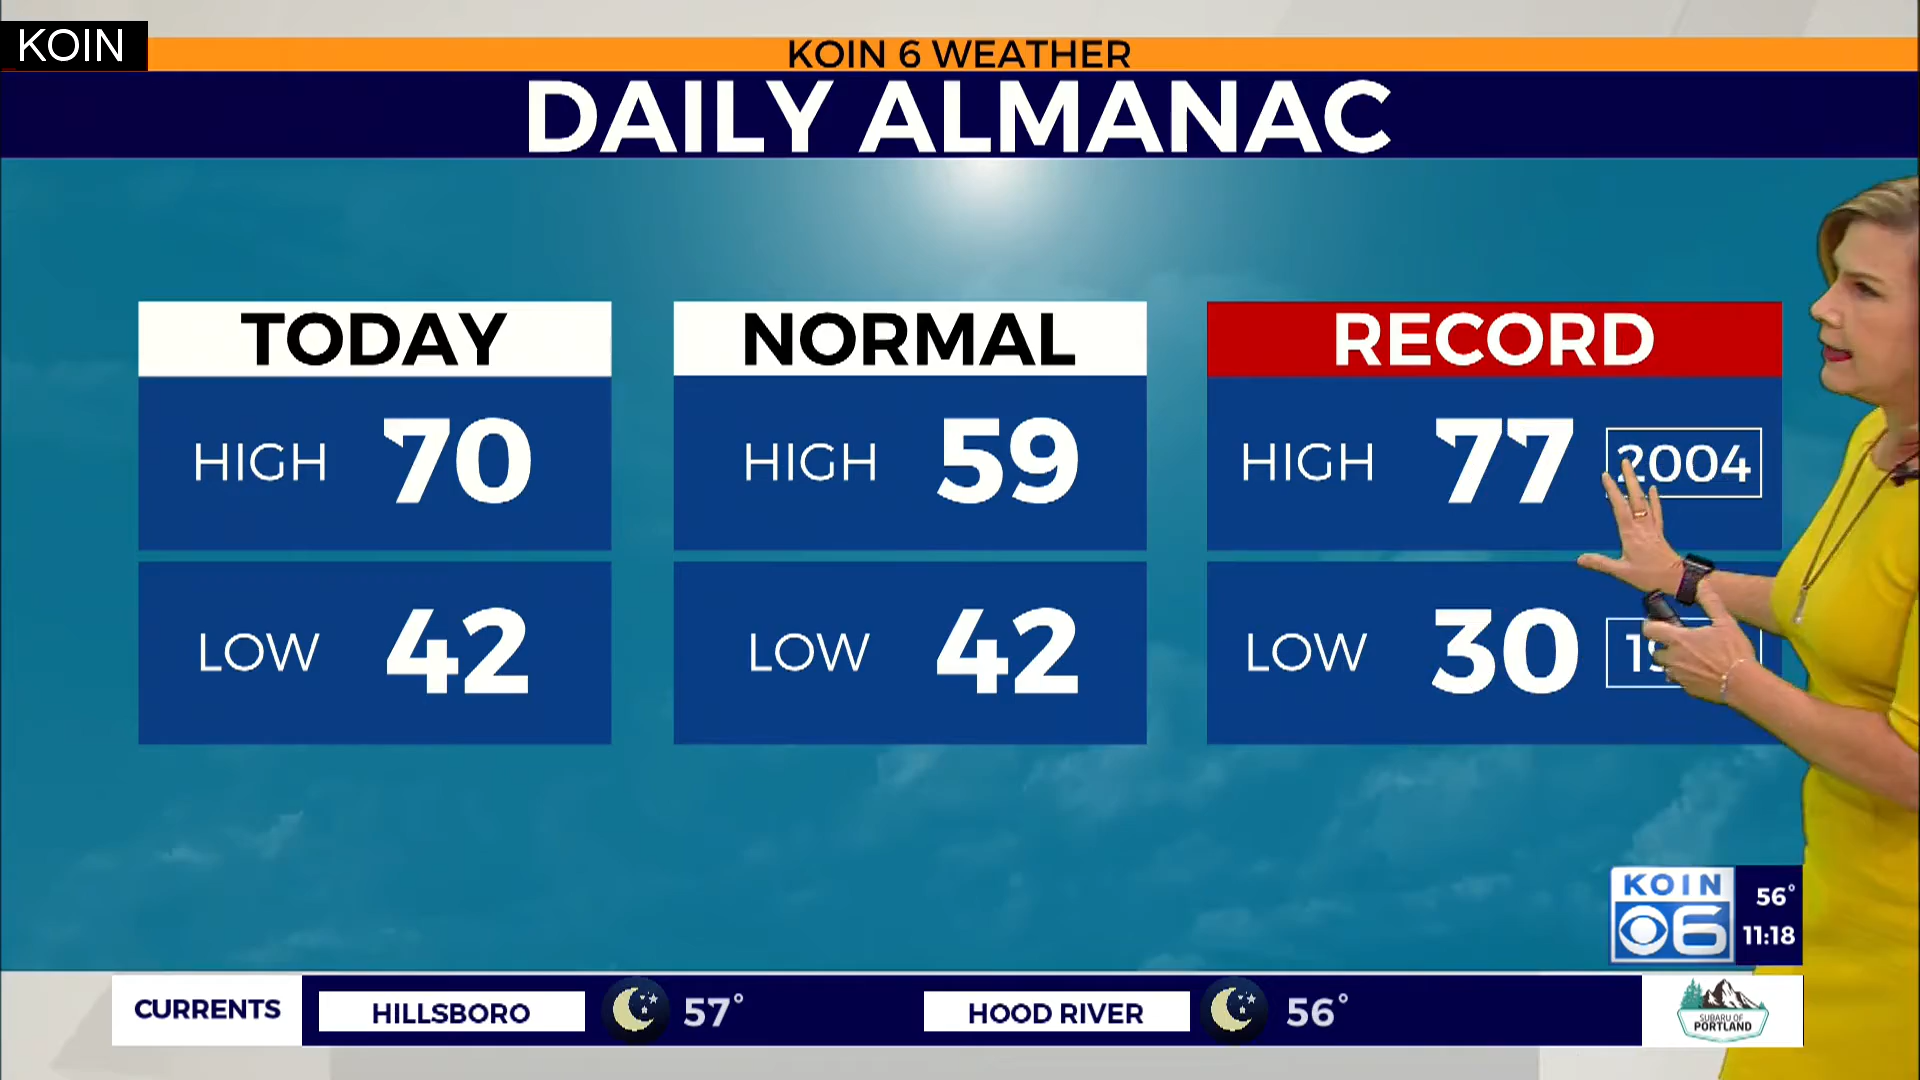 KOIN
KOIN 6 WEATHER
DAILY ALMANAC
TODAY
HIGH 70
LOW 42
NORMAL
HIGH 59
LOW 42
RECORD
HIGH 77 2004
LOW 30
KOIN
6
56°
11:18
CURRENTS
HILLSBORO 57°
HOOD RIVER 56°
SUBARU OF
PORTLAND